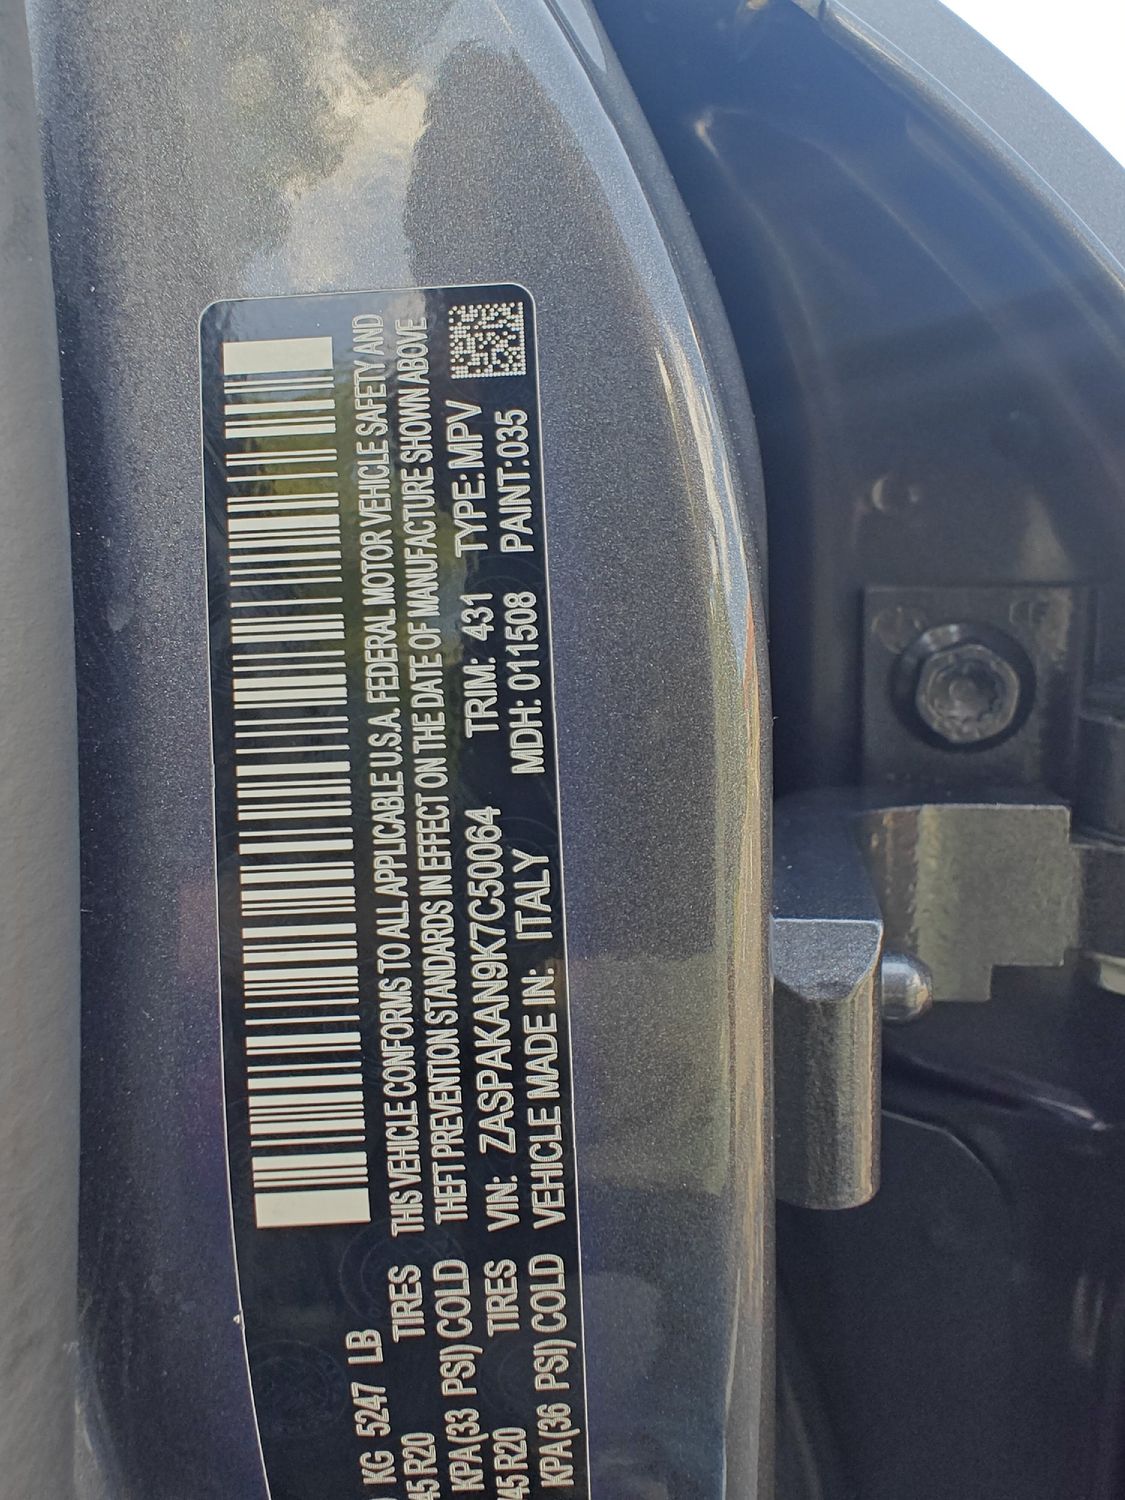 KG 5247 LB
45 R20 TIRES
KPA(33 PSI) COLD
45 R20 TIRES
KPA(36 PSI) COLD
THIS VEHICLE CONFORMS TO ALL APPLICABLE U.S.A. FEDERAL MOTOR VEHICLE SAFETY AND
THEFT PREVENTION STANDARDS IN EFFECT ON THE DATE OF MANUFACTURE SHOWN ABOVE
VIN: ZASPAKAN9K7C50064 TRIM: 431 TYPE: MPV
VEHICLE MADE IN: ITALY MDH: 011508 PAINT:035